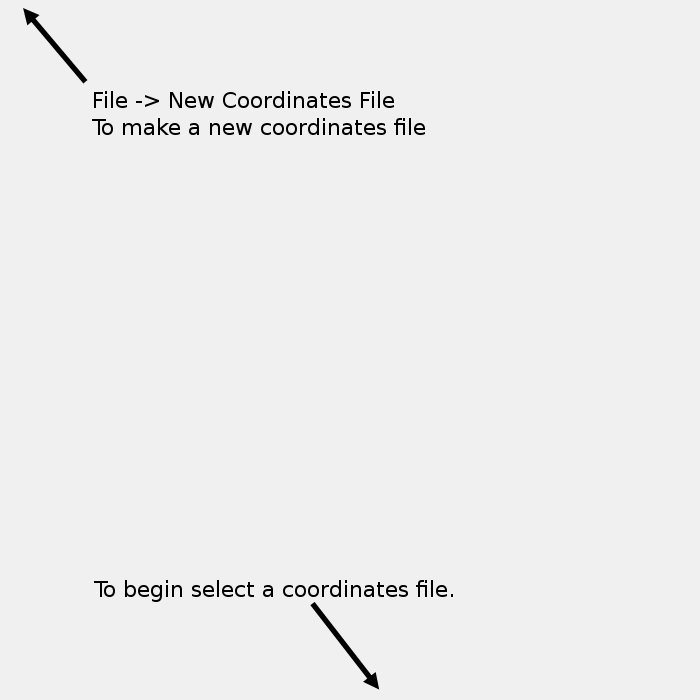 File -> New Coordinates File
To make a new coordinates file
To begin select a coordinates file.